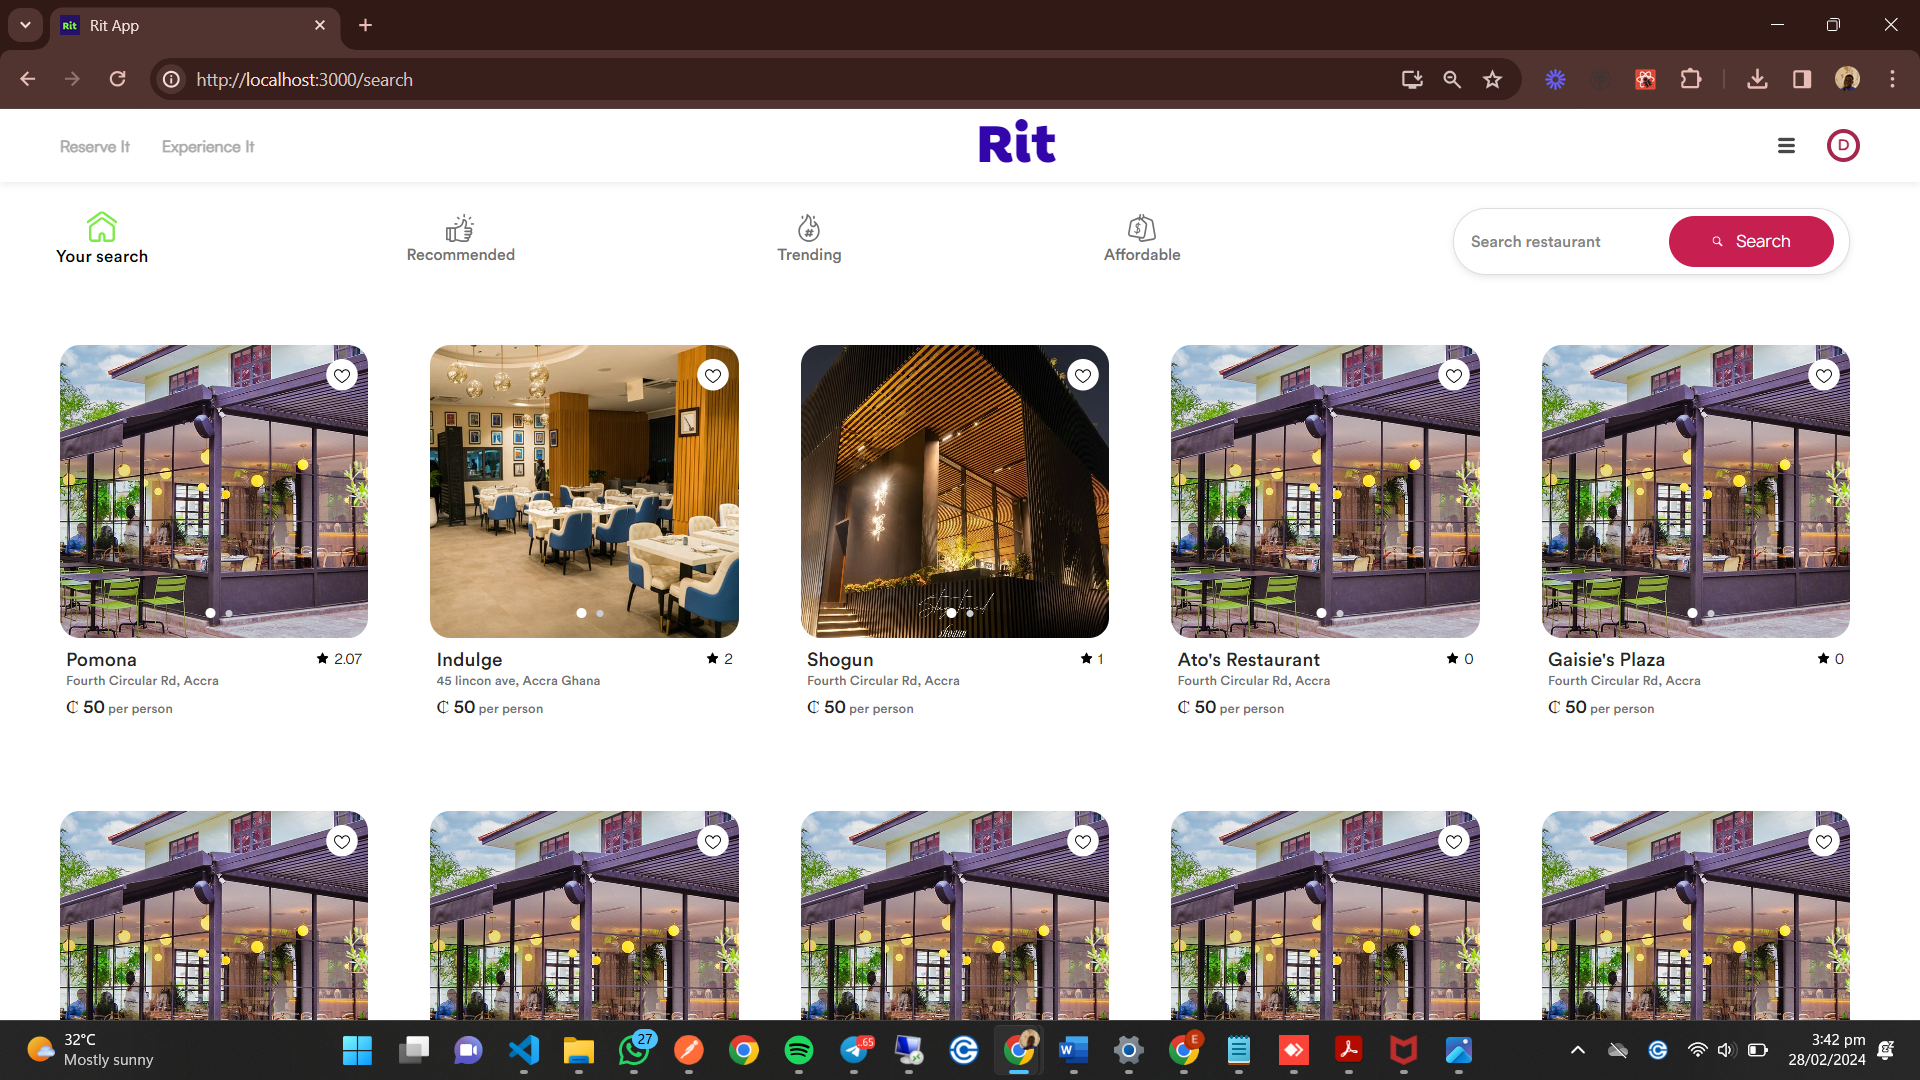 Rit
Rit App
http://localhost:3000/search
Reserve It
Experience It
Rit
D
Your search
Recommended
Trending
Affordable
Search restaurant
Search
Pomona
2.07
Fourth Circular Rd, Accra
₵ 50 per person
Indulge
2
45 lincon ave, Accra Ghana
₵ 50 per person
Shogun
1
Fourth Circular Rd, Accra
₵ 50 per person
Ato's Restaurant
0
Fourth Circular Rd, Accra
₵ 50 per person
Gaisie's Plaza
0
Fourth Circular Rd, Accra
₵ 50 per person
32°C
Mostly sunny
27
..65
E
3:42 pm
28/02/2024